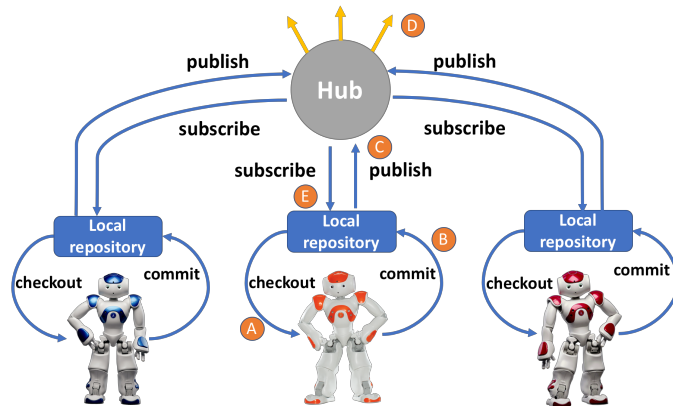 D
publish
publish
Hub
subscribe
subscribe
C
subscribe
publish
E
Local
repository
Local
repository
Local
repository
B
checkout
commit
checkout
commit
checkout
commit
A